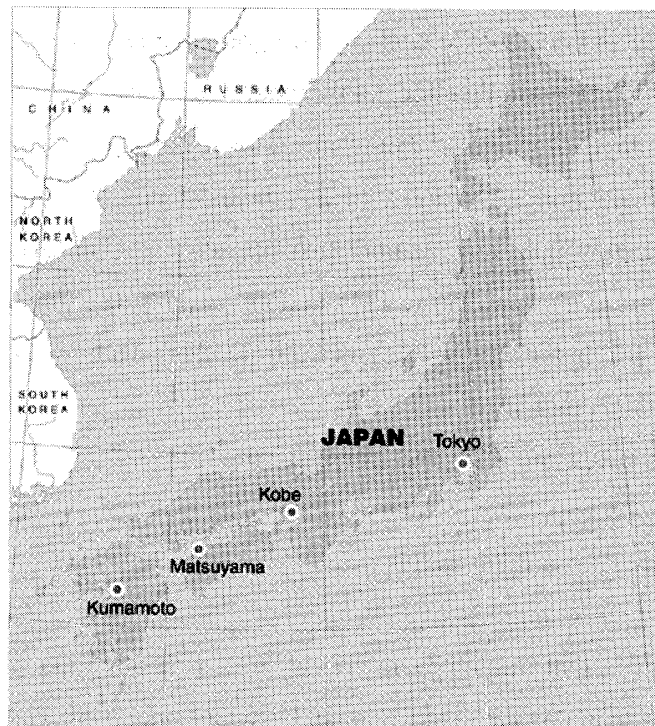 RUSSIA
CHINA
NORTH
KOREA
SOUTH
KOREA
JAPAN
Tokyo
Kobe
Matsuyama
Kumamoto